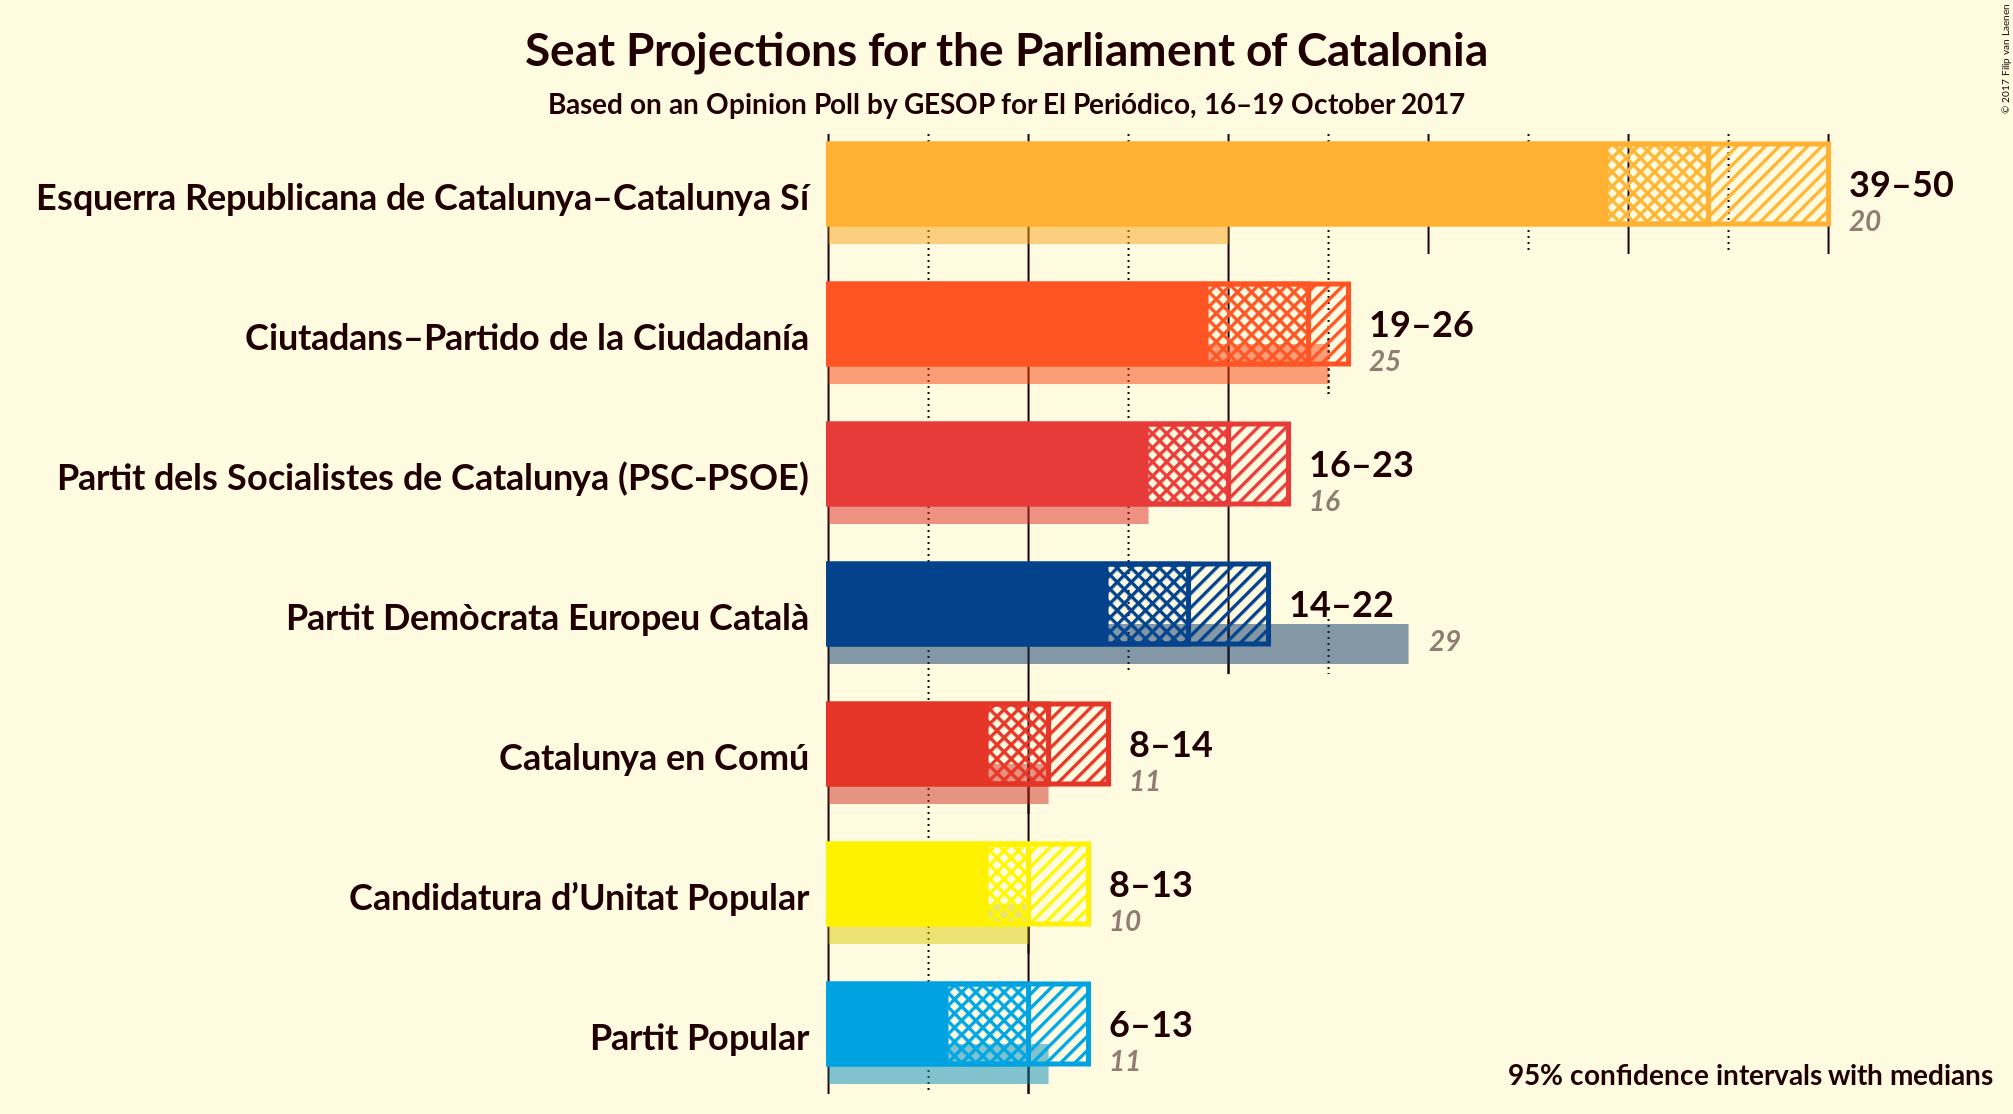 Seat Projections for the Parliament of Catalonia
Based on an Opinion Poll by GESOP for El Periódico, 16–19 October 2017
© 2017 Filip van Laenen
Esquerra Republicana de Catalunya–Catalunya Sí
39–50
20
Ciutadans–Partido de la Ciudadanía
19–26
25
Partit dels Socialistes de Catalunya (PSC-PSOE)
16–23
16
Partit Demòcrata Europeu Català
14–22
29
Catalunya en Comú
8–14
11
Candidatura d’Unitat Popular
8–13
10
Partit Popular
6–13
11
95% confidence intervals with medians